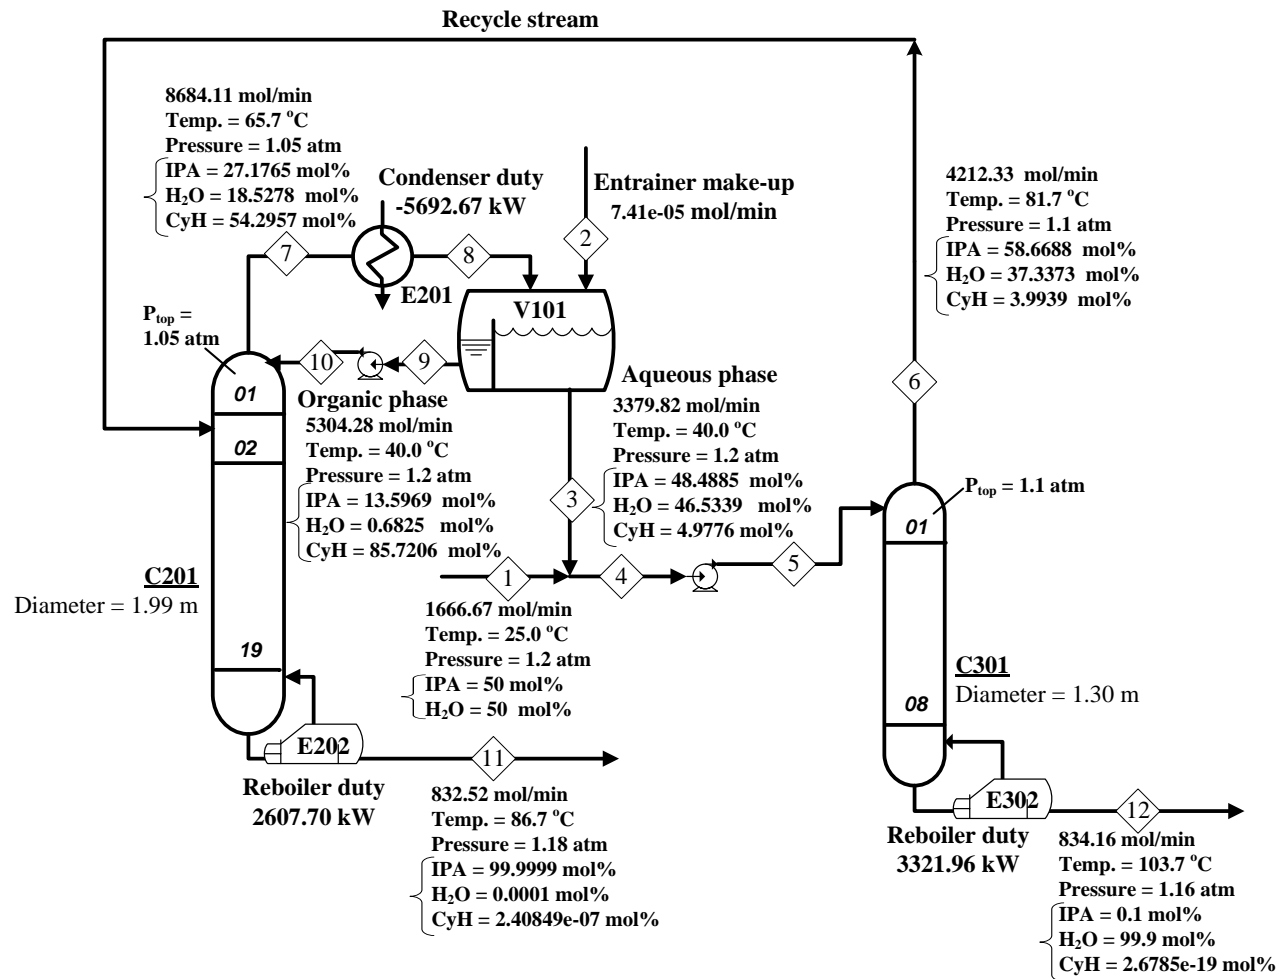 Recycle stream
8684.11 mol/min
Temp. = 65.7 °C
Pressure = 1.05 atm
IPA = 27.1765 mol%
H₂O = 18.5278 mol%
CyH = 54.2957 mol%
Condenser duty
-5692.67 kW
Entrainer make-up
7.41e-05 mol/min
4212.33 mol/min
Temp. = 81.7 °C
Pressure = 1.1 atm
IPA = 58.6688 mol%
H₂O = 37.3373 mol%
CyH = 3.9939 mol%
7
8
2
E201
V101
P_top =
1.05 atm
10
9
6
01
02
19
Organic phase
5304.28 mol/min
Temp. = 40.0 °C
Pressure = 1.2 atm
IPA = 13.5969 mol%
H₂O = 0.6825 mol%
CyH = 85.7206 mol%
Aqueous phase
3379.82 mol/min
Temp. = 40.0 °C
Pressure = 1.2 atm
IPA = 48.4885 mol%
H₂O = 46.5339 mol%
CyH = 4.9776 mol%
3
P_top = 1.1 atm
01
08
C201
Diameter = 1.99 m
1
4
5
1666.67 mol/min
Temp. = 25.0 °C
Pressure = 1.2 atm
IPA = 50 mol%
H₂O = 50 mol%
C301
Diameter = 1.30 m
E202
11
Reboiler duty
2607.70 kW
832.52 mol/min
Temp. = 86.7 °C
Pressure = 1.18 atm
IPA = 99.9999 mol%
H₂O = 0.0001 mol%
CyH = 2.40849e-07 mol%
E302
12
Reboiler duty
3321.96 kW
834.16 mol/min
Temp. = 103.7 °C
Pressure = 1.16 atm
IPA = 0.1 mol%
H₂O = 99.9 mol%
CyH = 2.6785e-19 mol%